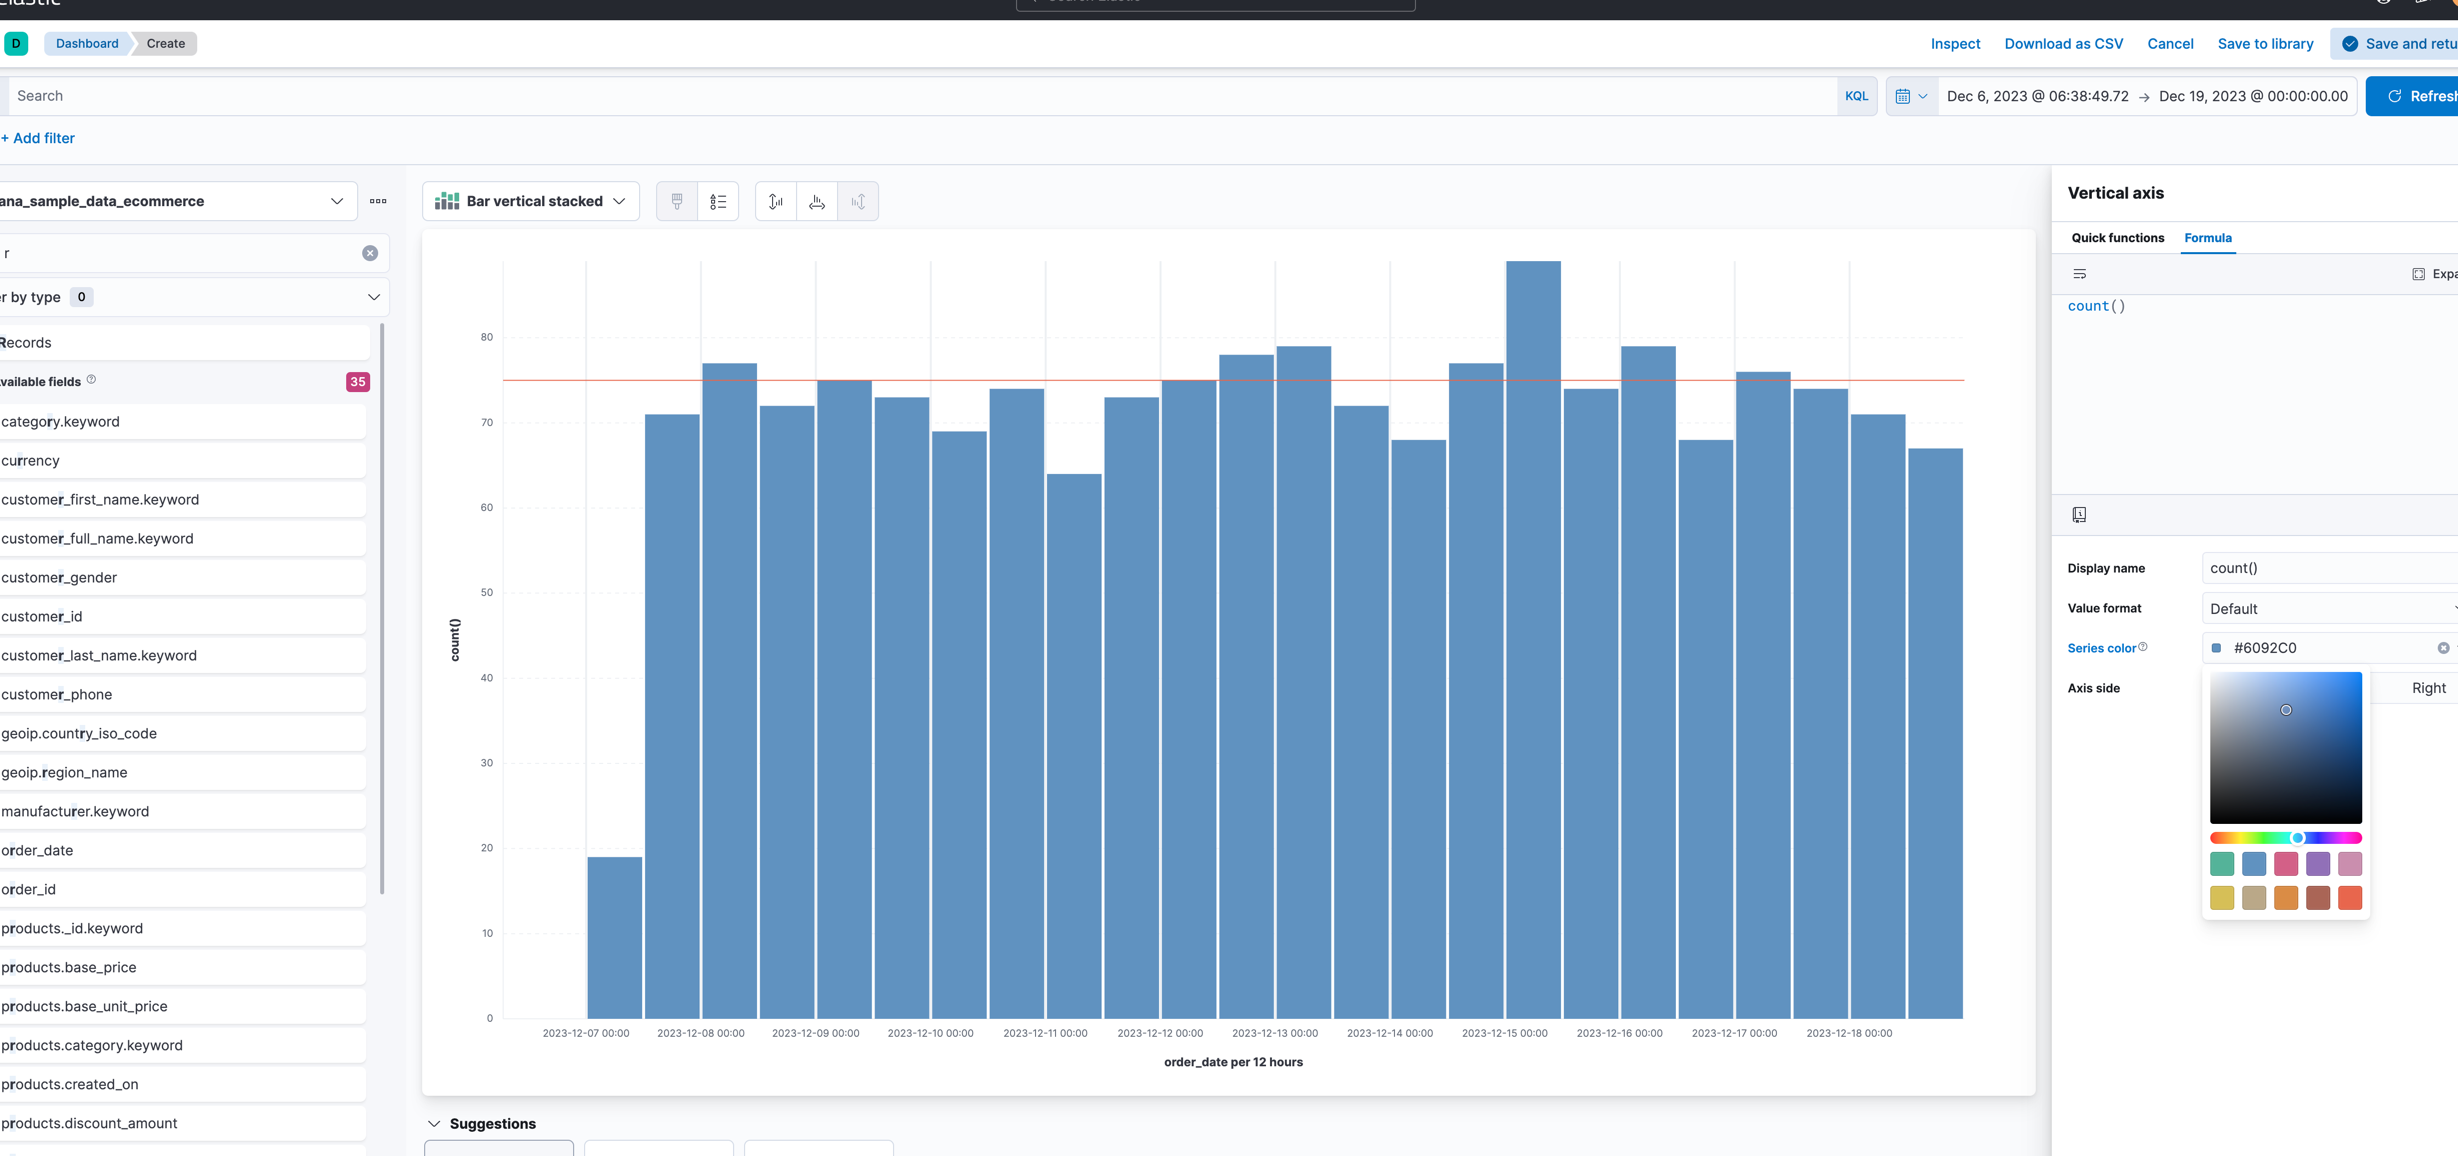 D Dashboard Create Inspect Download as CSV Cancel Save to library Save and retu
Search KQL Dec 6, 2023 @ 06:38:49.72 → Dec 19, 2023 @ 00:00:00.00 Refresh
+ Add filter
ana_sample_data_ecommerce
r
r by type 0
Records
vailable fields 35
category.keyword
currency
customer_first_name.keyword
customer_full_name.keyword
customer_gender
customer_id
customer_last_name.keyword
customer_phone
geoip.country_iso_code
geoip.region_name
manufacturer.keyword
order_date
order_id
products._id.keyword
products.base_price
products.base_unit_price
products.category.keyword
products.created_on
products.discount_amount
Bar vertical stacked
80
70
60
50
40
30
20
10
0
count()
2023-12-07 00:00 2023-12-08 00:00 2023-12-09 00:00 2023-12-10 00:00 2023-12-11 00:00 2023-12-12 00:00 2023-12-13 00:00 2023-12-14 00:00 2023-12-15 00:00 2023-12-16 00:00 2023-12-17 00:00 2023-12-18 00:00
order_date per 12 hours
Suggestions
Vertical axis
Quick functions Formula
Expa
count()
Display name count()
Value format Default
Series color #6092C0
Axis side Right